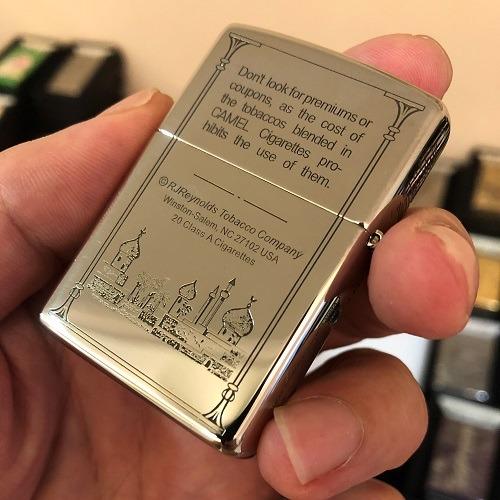 Don't look for premiums or
coupons, as the cost of
the tobaccos blended in
CAMEL Cigarettes pro-
hibits the use of them.
© RJReynolds Tobacco Company
Winston-Salem, NC 27102 USA
20 Class A Cigarettes